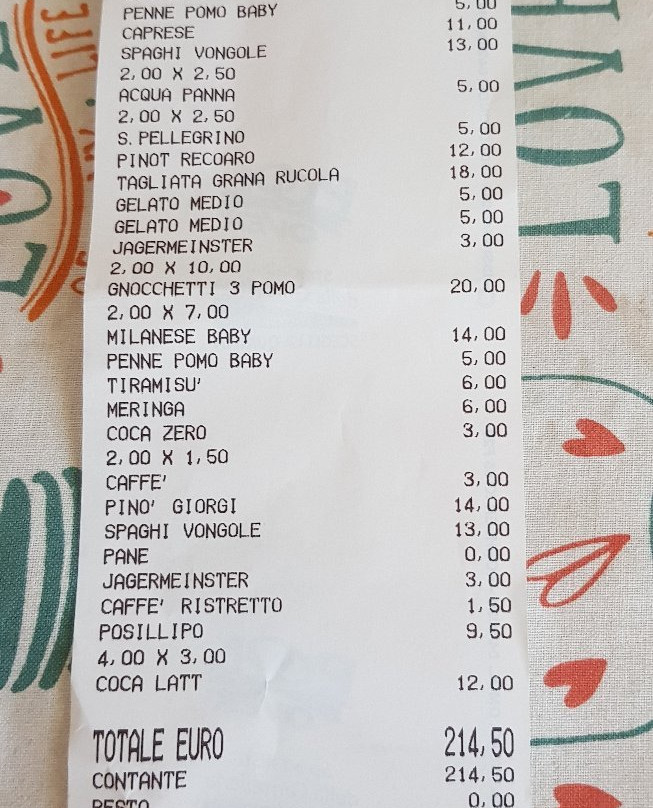 PENNE POMO BABY 5,00
CAPRESE 11,00
SPAGHI VONGOLE 13,00
2,00 X 2,50
ACQUA PANNA 5,00
2,00 X 2,50
S.PELLEGRINO 5,00
PINOT RECOARO 12,00
TAGLIATA GRANA RUCOLA 18,00
GELATO MEDIO 5,00
GELATO MEDIO 5,00
JAGERMEINSTER 3,00
2,00 X 10,00
GNOCCHETTI 3 POMO 20,00
2,00 X 7,00
MILANESE BABY 14,00
PENNE POMO BABY 5,00
TIRAMISU' 6,00
MERINGA 6,00
COCA ZERO 3,00
2,00 X 1,50
CAFFE' 3,00
PINO' GIORGI 14,00
SPAGHI VONGOLE 13,00
PANE 0,00
JAGERMEINSTER 3,00
CAFFE' RISTRETTO 1,50
POSILLIPO 9,50
4,00 X 3,00
COCA LATT 12,00
TOTALE EURO 214,50
CONTANTE 214,50
RESTO 0,00
LOVE
LIFE
LOVE